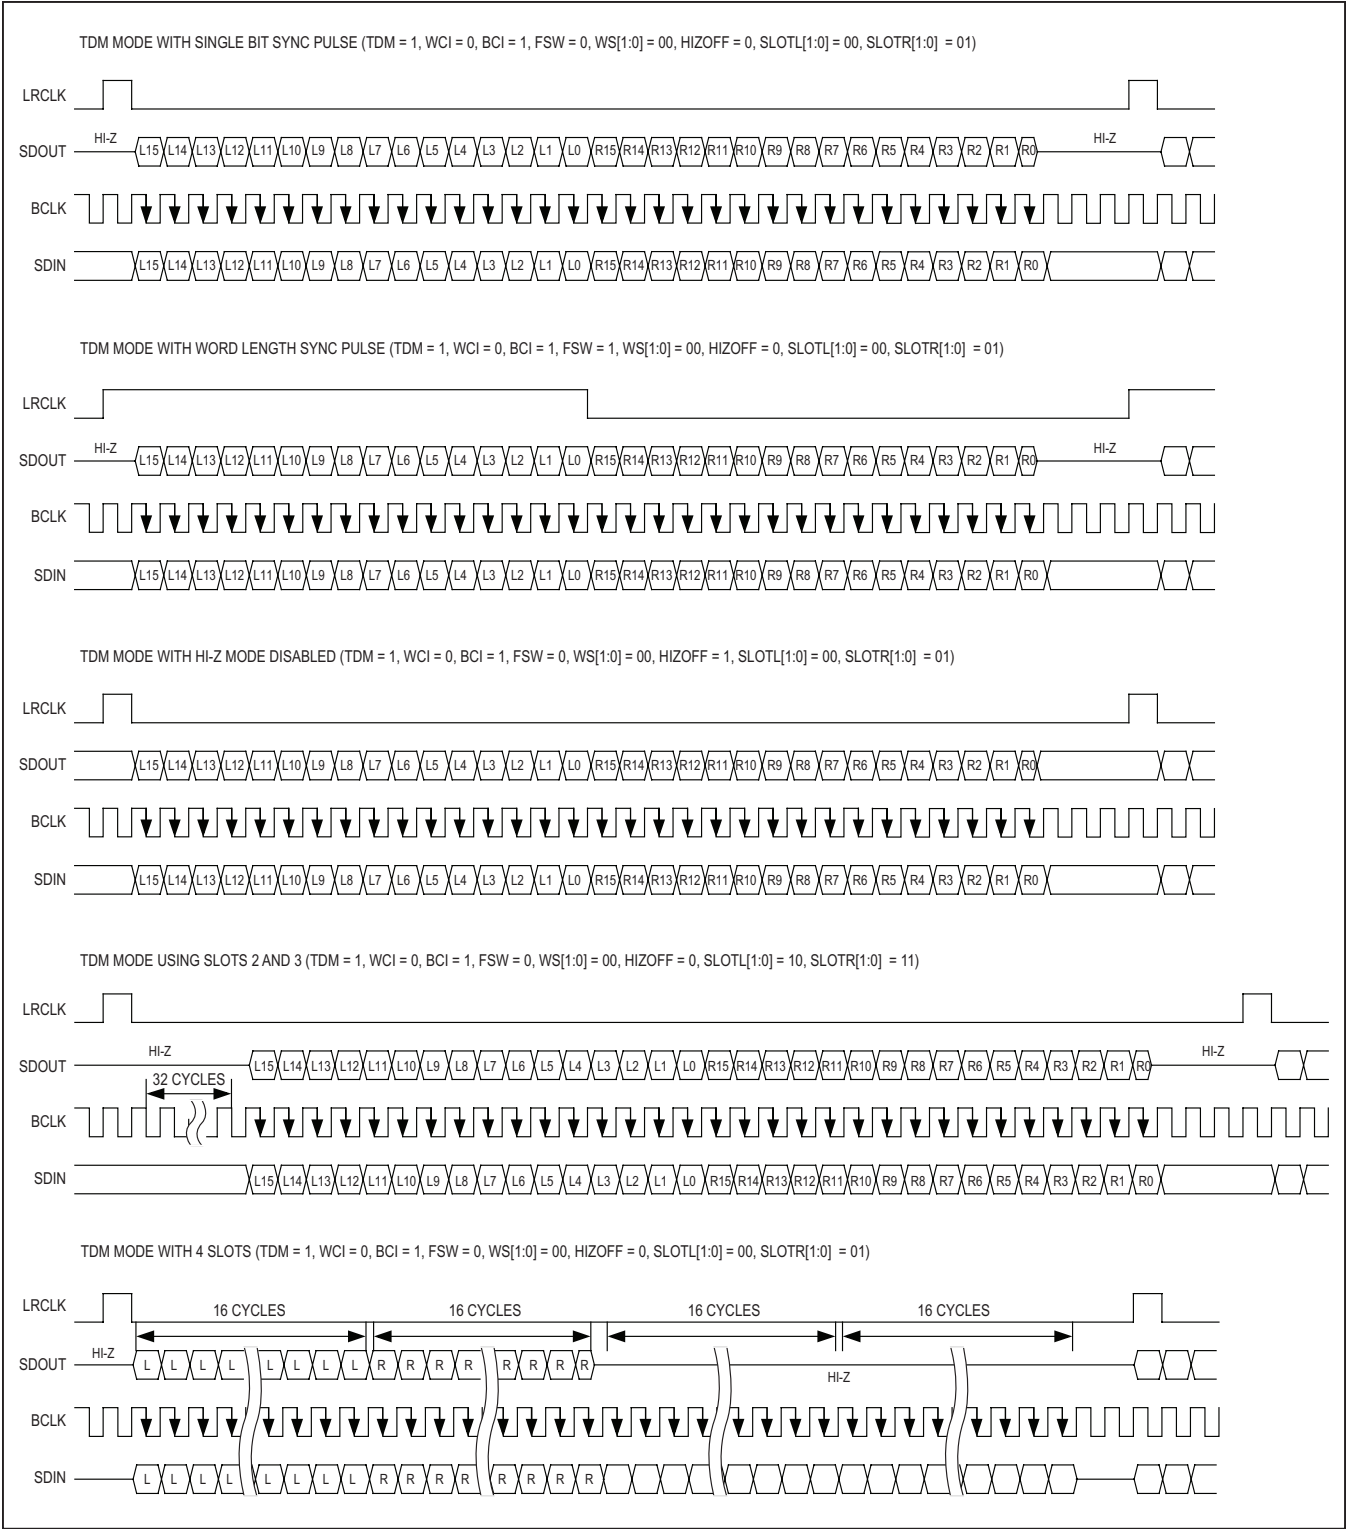 TDM MODE WITH SINGLE BIT SYNC PULSE (TDM = 1, WCI = 0, BCI = 1, FSW = 0, WS[1:0] = 00, HIZOFF = 0, SLOTL[1:0] = 00, SLOTR[1:0] = 01)
LRCLK
HI-Z HI-Z
SDOUT L15 L14 L13 L12 L11 L10 L9 L8 L7 L6 L5 L4 L3 L2 L1 L0 R15 R14 R13 R12 R11 R10 R9 R8 R7 R6 R5 R4 R3 R2 R1 R0
BCLK
SDIN L15 L14 L13 L12 L11 L10 L9 L8 L7 L6 L5 L4 L3 L2 L1 L0 R15 R14 R13 R12 R11 R10 R9 R8 R7 R6 R5 R4 R3 R2 R1 R0
TDM MODE WITH WORD LENGTH SYNC PULSE (TDM = 1, WCI = 0, BCI = 1, FSW = 1, WS[1:0] = 00, HIZOFF = 0, SLOTL[1:0] = 00, SLOTR[1:0] = 01)
LRCLK
HI-Z HI-Z
SDOUT L15 L14 L13 L12 L11 L10 L9 L8 L7 L6 L5 L4 L3 L2 L1 L0 R15 R14 R13 R12 R11 R10 R9 R8 R7 R6 R5 R4 R3 R2 R1 R0
BCLK
SDIN L15 L14 L13 L12 L11 L10 L9 L8 L7 L6 L5 L4 L3 L2 L1 L0 R15 R14 R13 R12 R11 R10 R9 R8 R7 R6 R5 R4 R3 R2 R1 R0
TDM MODE WITH HI-Z MODE DISABLED (TDM = 1, WCI = 0, BCI = 1, FSW = 0, WS[1:0] = 00, HIZOFF = 1, SLOTL[1:0] = 00, SLOTR[1:0] = 01)
LRCLK
SDOUT L15 L14 L13 L12 L11 L10 L9 L8 L7 L6 L5 L4 L3 L2 L1 L0 R15 R14 R13 R12 R11 R10 R9 R8 R7 R6 R5 R4 R3 R2 R1 R0
BCLK
SDIN L15 L14 L13 L12 L11 L10 L9 L8 L7 L6 L5 L4 L3 L2 L1 L0 R15 R14 R13 R12 R11 R10 R9 R8 R7 R6 R5 R4 R3 R2 R1 R0
TDM MODE USING SLOTS 2 AND 3 (TDM = 1, WCI = 0, BCI = 1, FSW = 0, WS[1:0] = 00, HIZOFF = 0, SLOTL[1:0] = 10, SLOTR[1:0] = 11)
LRCLK
HI-Z HI-Z
SDOUT L15 L14 L13 L12 L11 L10 L9 L8 L7 L6 L5 L4 L3 L2 L1 L0 R15 R14 R13 R12 R11 R10 R9 R8 R7 R6 R5 R4 R3 R2 R1 R0
32 CYCLES
BCLK
SDIN L15 L14 L13 L12 L11 L10 L9 L8 L7 L6 L5 L4 L3 L2 L1 L0 R15 R14 R13 R12 R11 R10 R9 R8 R7 R6 R5 R4 R3 R2 R1 R0
TDM MODE WITH 4 SLOTS (TDM = 1, WCI = 0, BCI = 1, FSW = 0, WS[1:0] = 00, HIZOFF = 0, SLOTL[1:0] = 00, SLOTR[1:0] = 01)
LRCLK 16 CYCLES 16 CYCLES 16 CYCLES 16 CYCLES
HI-Z
SDOUT L L L L L L L L R R R R R R R R
HI-Z
BCLK
SDIN L L L L L L L L R R R R R R R R